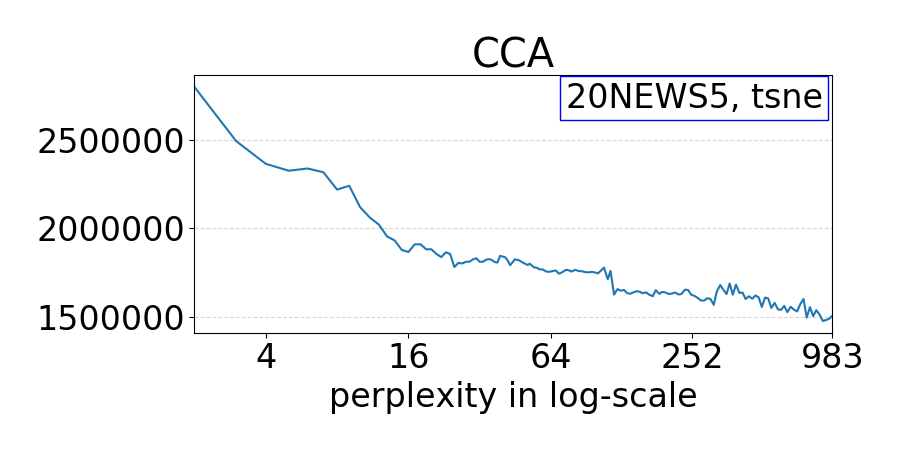 CCA
20NEWS5, tsne
2500000
2000000
1500000
4 16 64 252 983
perplexity in log-scale